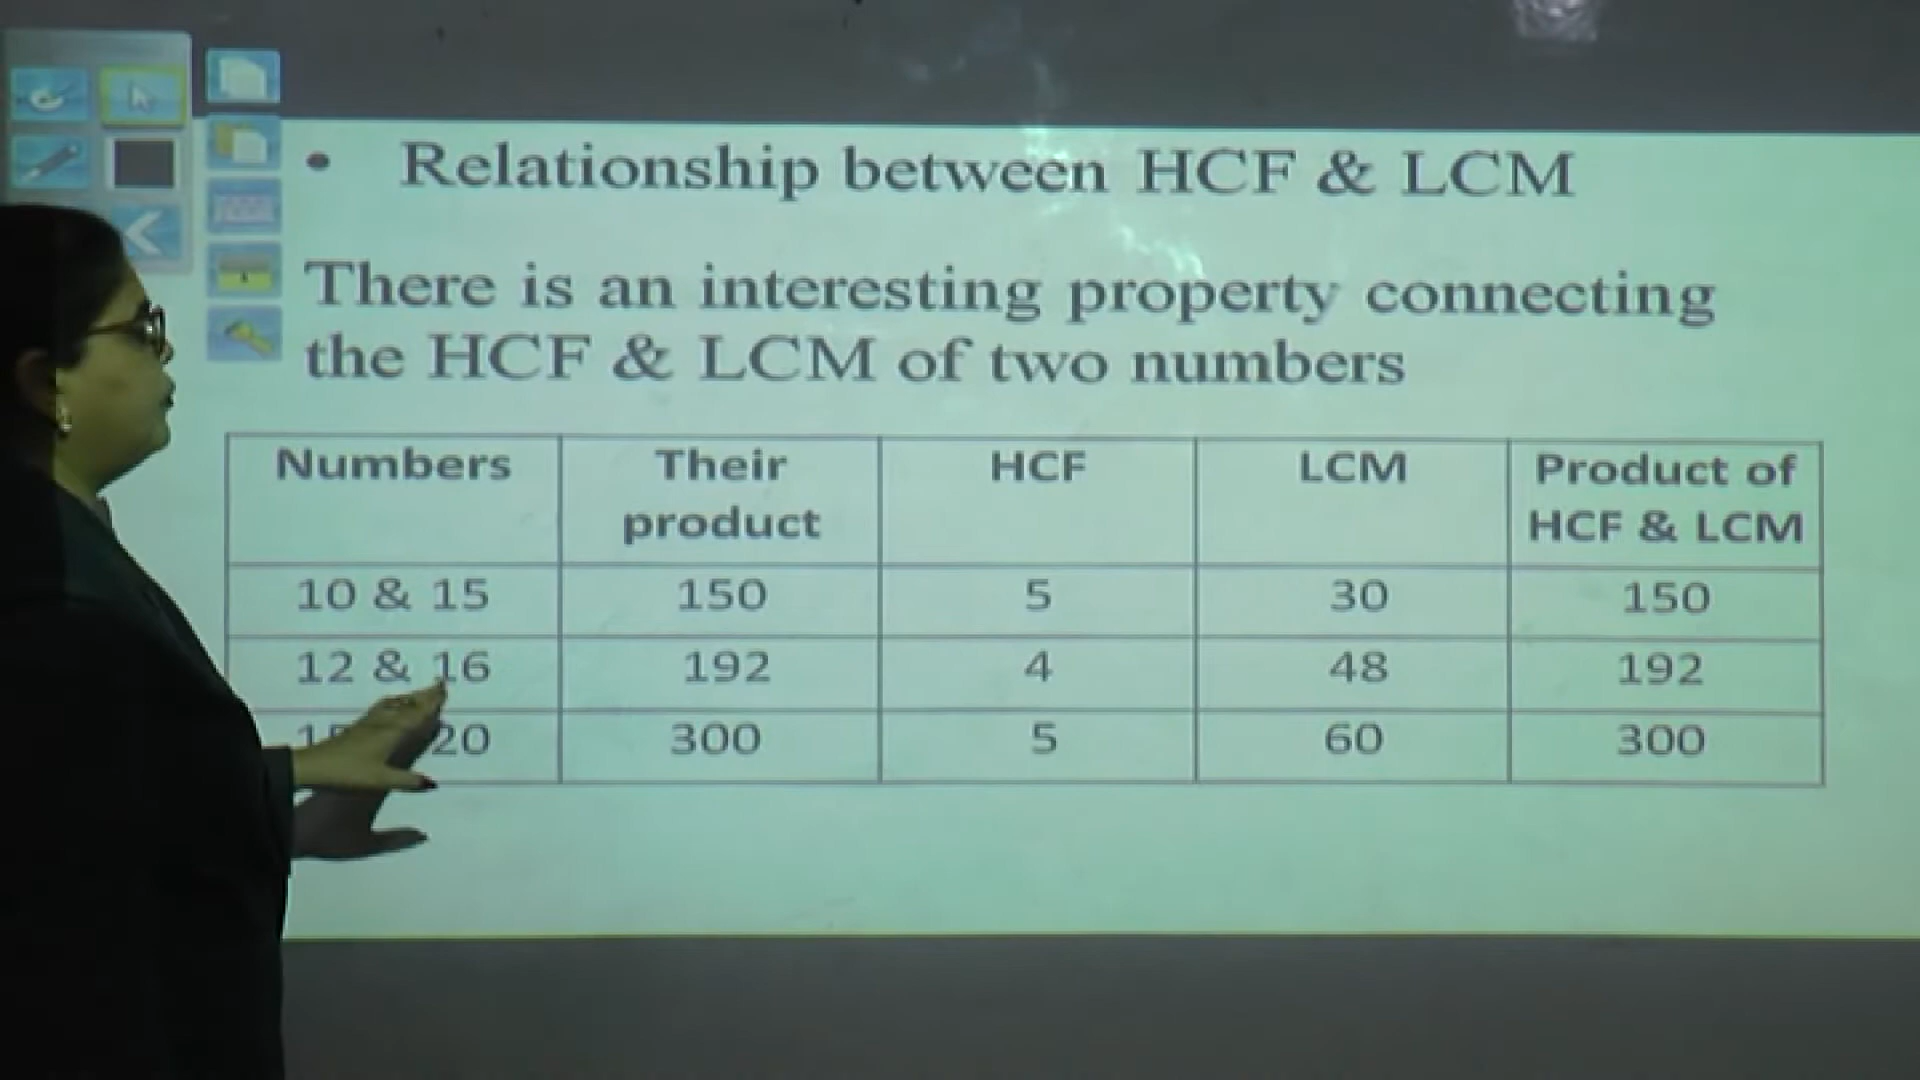 • Relationship between HCF & LCM
There is an interesting property connecting
the HCF & LCM of two numbers
Numbers Their product HCF LCM Product of HCF & LCM
10 & 15 150 5 30 150
12 & 16 192 4 48 192
20 300 5 60 300